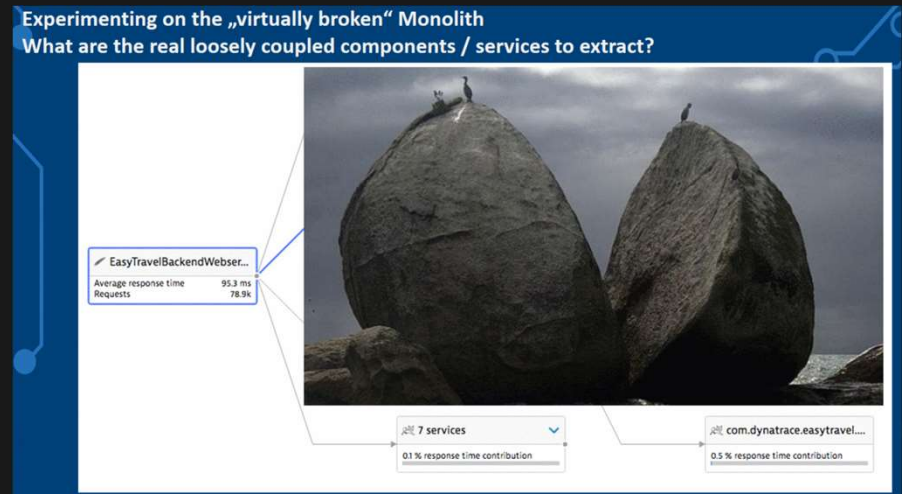 Experimenting on the „virtually broken“ Monolith
What are the real loosely coupled components / services to extract?
EasyTravelBackendWebser...
Average response time 95.3 ms
Requests 78.9k
7 services
0.1 % response time contribution
com.dynatrace.easytravel....
0.5 % response time contribution